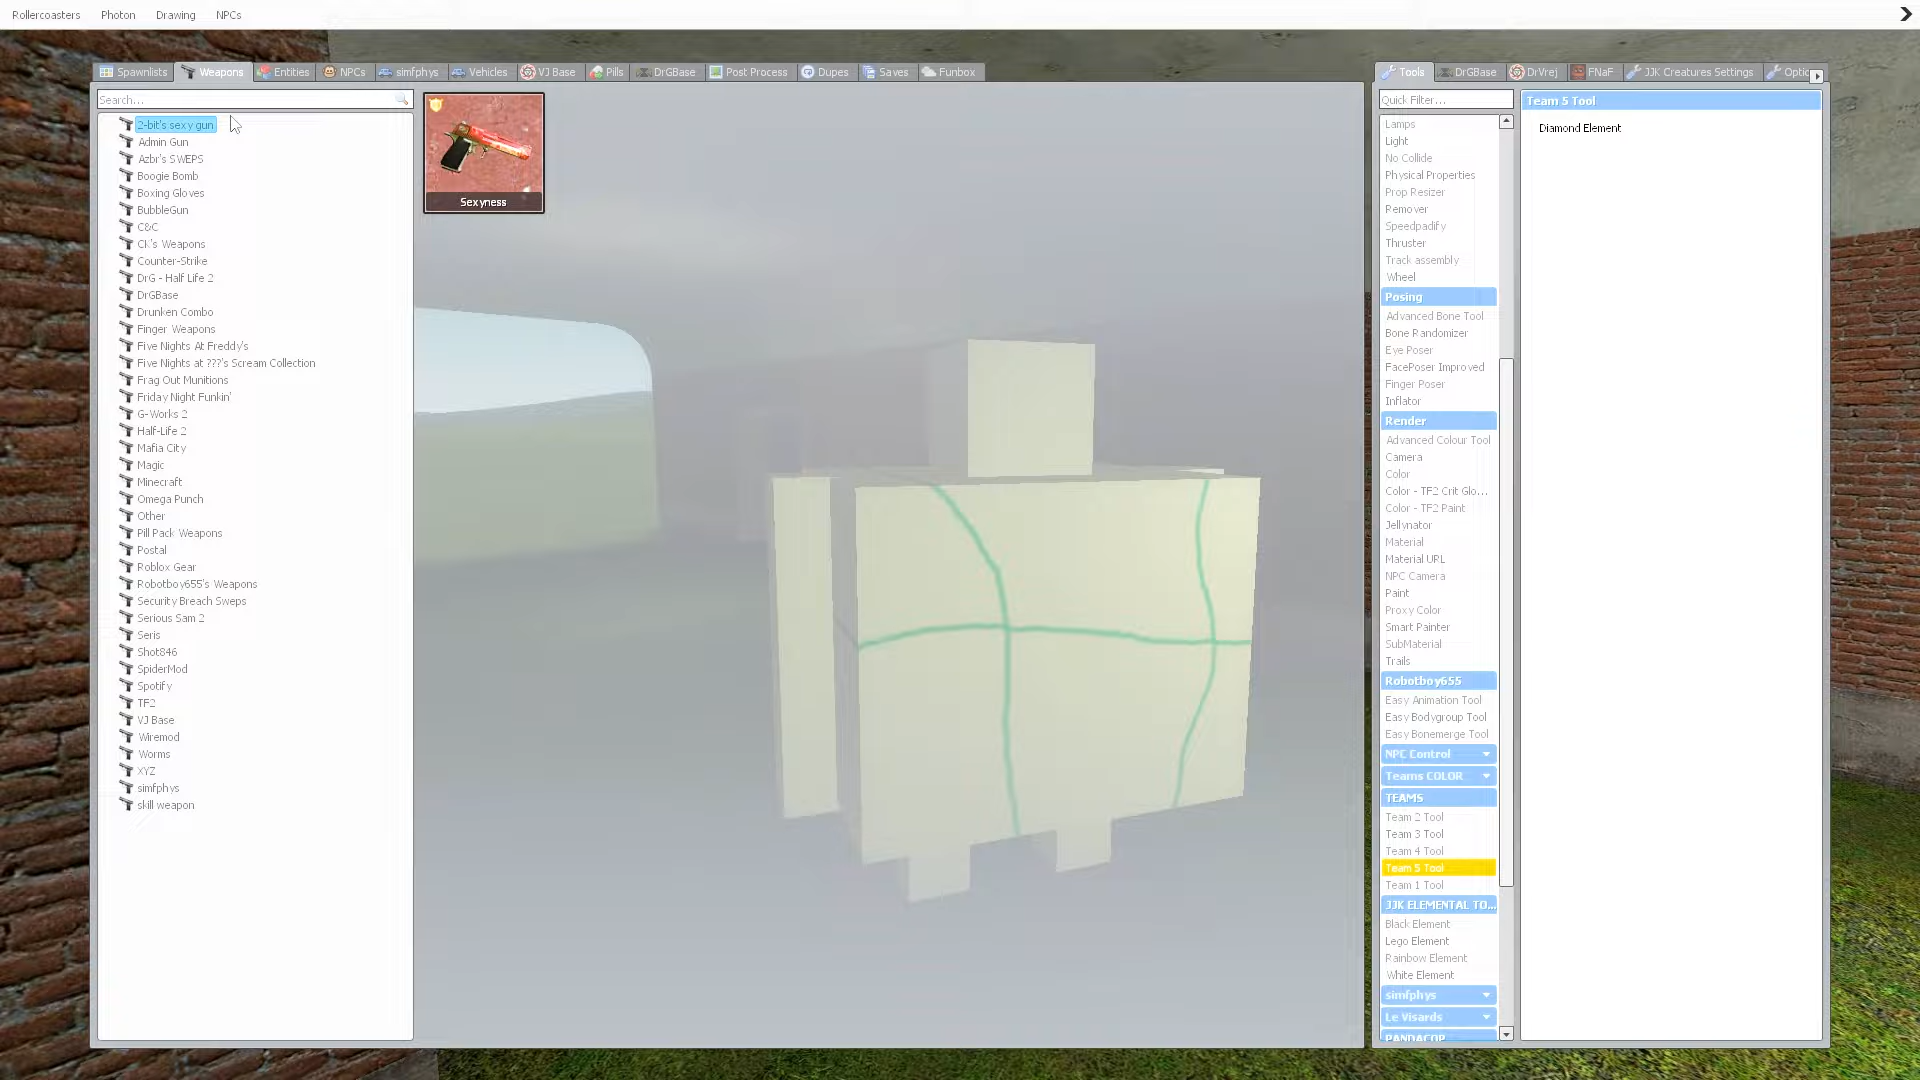 Rollercoasters Photon Drawing NPCs
Spawnlists Weapons Entities NPCs simfphys Vehicles VJ Base Pills DrGBase Post Process Dupes Saves Funbox
Search...
2-bit's sexy gun
Admin Gun
Azbr's SWEPS
Boogie Bomb
Boxing Gloves
BubbleGun
C&C
Ck's Weapons
Counter-Strike
DrG - Half Life 2
DrGBase
Drunken Combo
Finger Weapons
Five Nights At Freddy's
Five Nights at ???'s Scream Collection
Frag Out Munitions
Friday Night Funkin'
G-Works 2
Half-Life 2
Mafia City
Magic
Minecraft
Omega Punch
Other
Pill Pack Weapons
Postal
Roblox Gear
Robotboy655's Weapons
Security Breach Sweps
Serious Sam 2
Seris
Shot846
SpiderMod
Spotify
TF2
VJ Base
Wiremod
Worms
XYZ
simfphys
skill weapon
Sexyness
Tools DrGBase DrVrej FNaF JJK Creatures Settings Optic
Quick Filter...
Lamps
Light
No Collide
Physical Properties
Prop Resizer
Remover
Speedpadify
Thruster
Track assembly
Wheel
Posing
Advanced Bone Tool
Bone Randomizer
Eye Poser
FacePoser Improved
Finger Poser
Inflator
Render
Advanced Colour Tool
Camera
Color
Color - TF2 Crit Glo...
Color - TF2 Paint
Jellynator
Material
Material URL
NPC Camera
Paint
Proxy Color
Smart Painter
SubMaterial
Trails
Robotboy655
Easy Animation Tool
Easy Bodygroup Tool
Easy Bonemerge Tool
NPC Control
Teams COLOR
TEAMS
Team 2 Tool
Team 3 Tool
Team 4 Tool
Team 5 Tool
Team 1 Tool
JJK ELEMENTAL TO...
Black Element
Lego Element
Rainbow Element
White Element
simfphys
Le Visards
PANDACOP
Team 5 Tool
Diamond Element